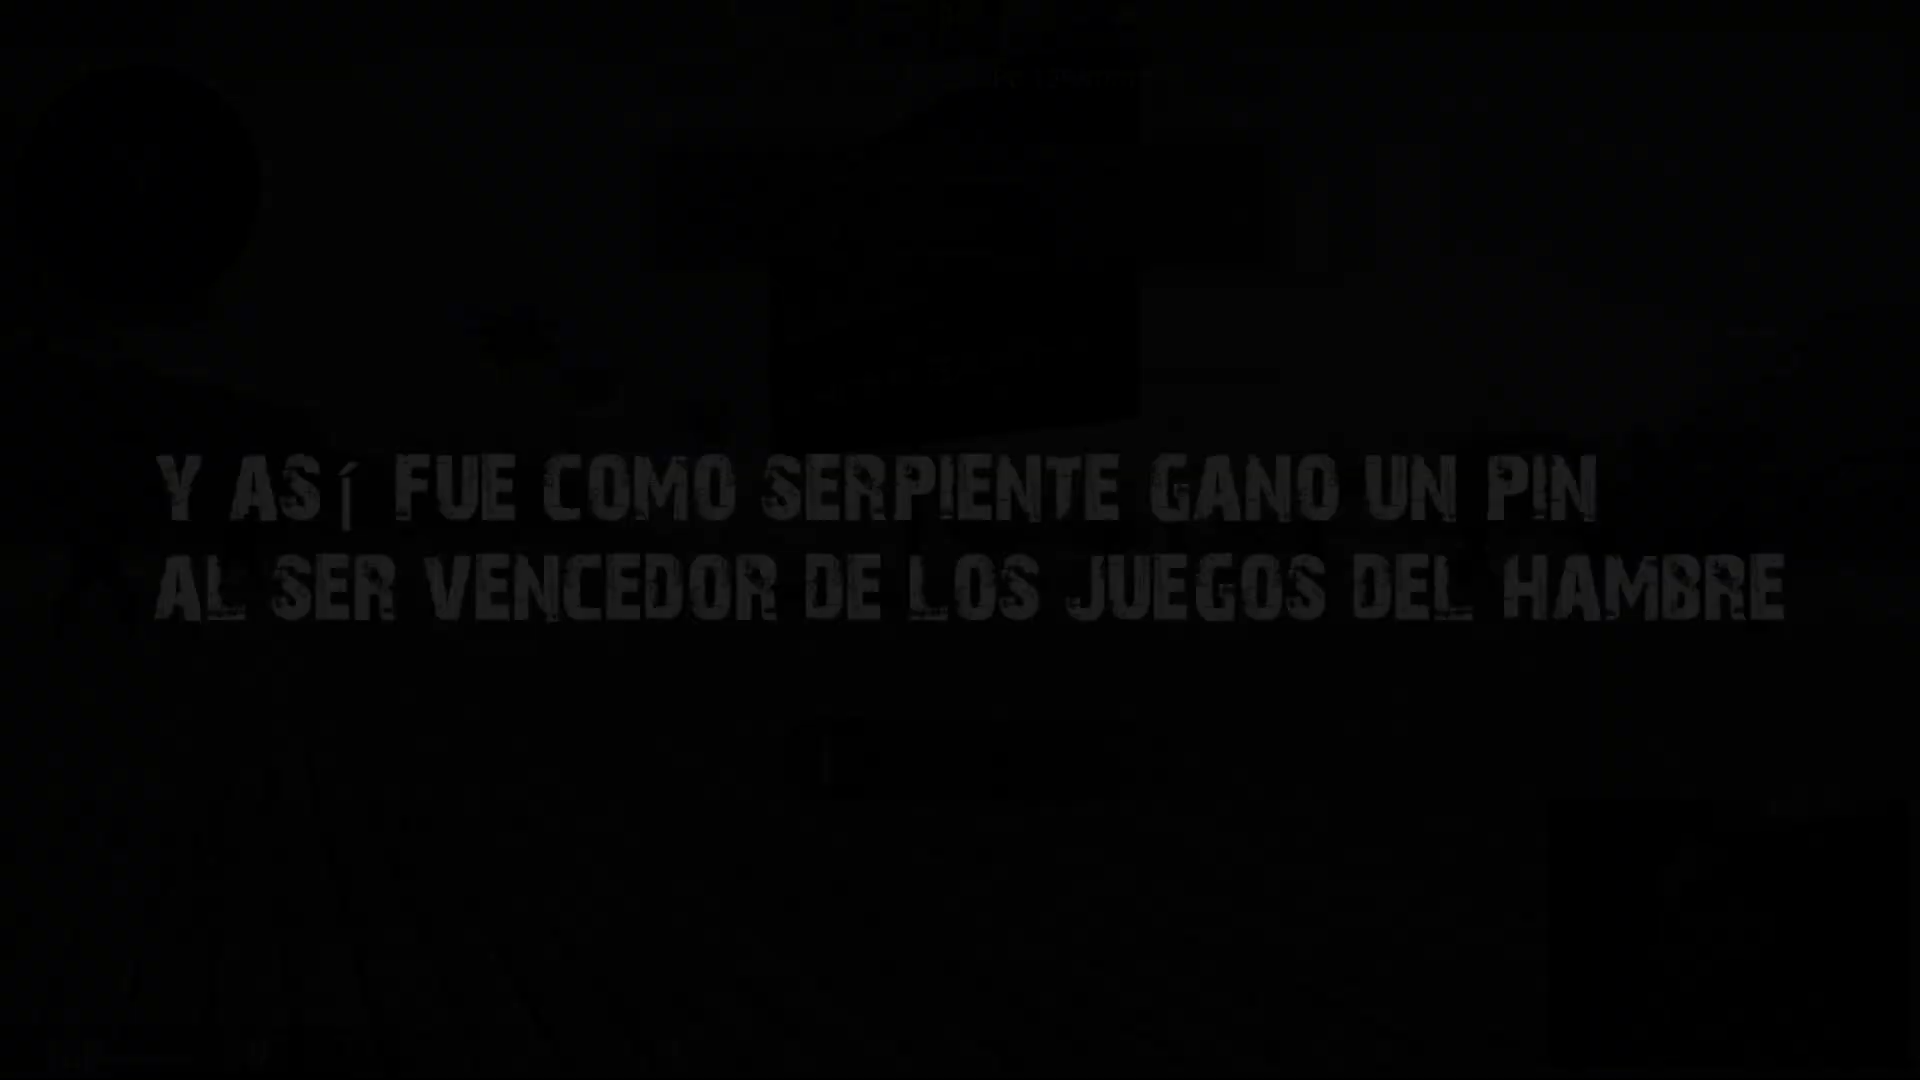 Y ASí FUE COMO SERPIENTE GANO UN PIN
AL SER VENCEDOR DE LOS JUEGOS DEL HAMBRE